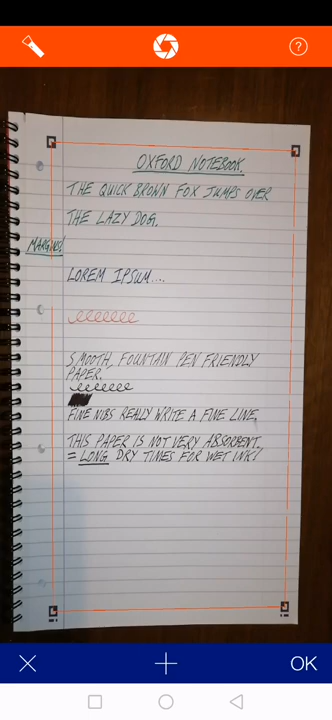 OXFORD NOTEBOOK.
THE QUICK BROWN FOX JUMPS OVER
THE LAZY DOG.
MARGINS!
LOREM IPSUM...
SMOOTH, FOUNTAIN PEN FRIENDLY
PAPER.
FINE NIBS REALLY WRITE A FINE LINE.
THIS PAPER IS NOT VERY ABSORBENT.
= LONG DRY TIMES FOR WET INK!
OK